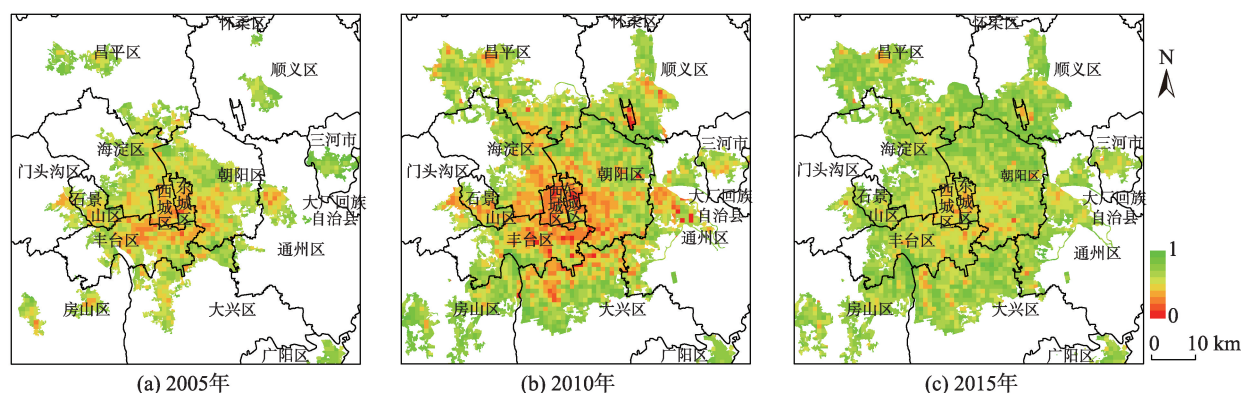 怀柔区
昌平区
顺义区
三河市
海淀区
门头沟区
朝阳区
石景
山区
西
城
区
东
城
区
大厂回族
自治县
丰台区
通州区
房山区
大兴区
广阳区
(a) 2005年
怀柔区
昌平区
顺义区
三河市
海淀区
门头沟区
朝阳区
石景
山区
西
城
区
东
城
区
大厂回族
自治县
丰台区
通州区
房山区
大兴区
广阳区
(b) 2010年
怀柔区
昌平区
顺义区
三河市
海淀区
门头沟区
朝阳区
石景
山区
西
城
区
东
城
区
大厂回族
自治县
丰台区
通州区
房山区
大兴区
广阳区
(c) 2015年
N
1
0
0 10 km